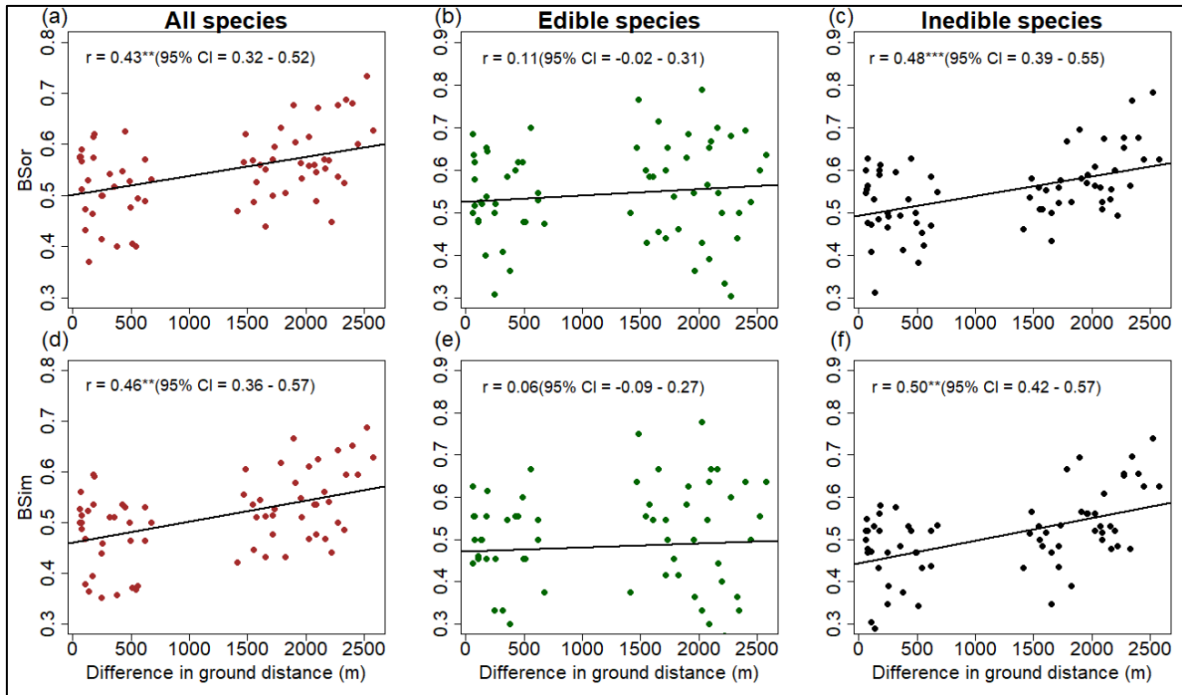 (a) All species (b) Edible species (c) Inedible species
r = 0.43**(95% CI = 0.32 - 0.52)
r = 0.11(95% CI = -0.02 - 0.31)
r = 0.48***(95% CI = 0.39 - 0.55)
BSor
0.8
0.7
0.6
0.5
0.4
0.3
0 500 1000 1500 2000 2500
0.9
0.8
0.7
0.6
0.5
0.4
0.3
0 500 1000 1500 2000 2500
0.9
0.8
0.7
0.6
0.5
0.4
0.3
0 500 1000 1500 2000 2500
(d) (e) (f)
r = 0.46**(95% CI = 0.36 - 0.57)
r = 0.06(95% CI = -0.09 - 0.27)
r = 0.50**(95% CI = 0.42 - 0.57)
BSim
0.8
0.7
0.6
0.5
0.4
0.3
0 500 1000 1500 2000 2500
0.9
0.8
0.7
0.6
0.5
0.4
0.3
0 500 1000 1500 2000 2500
0.9
0.8
0.7
0.6
0.5
0.4
0.3
0 500 1000 1500 2000 2500
Difference in ground distance (m) Difference in ground distance (m) Difference in ground distance (m)